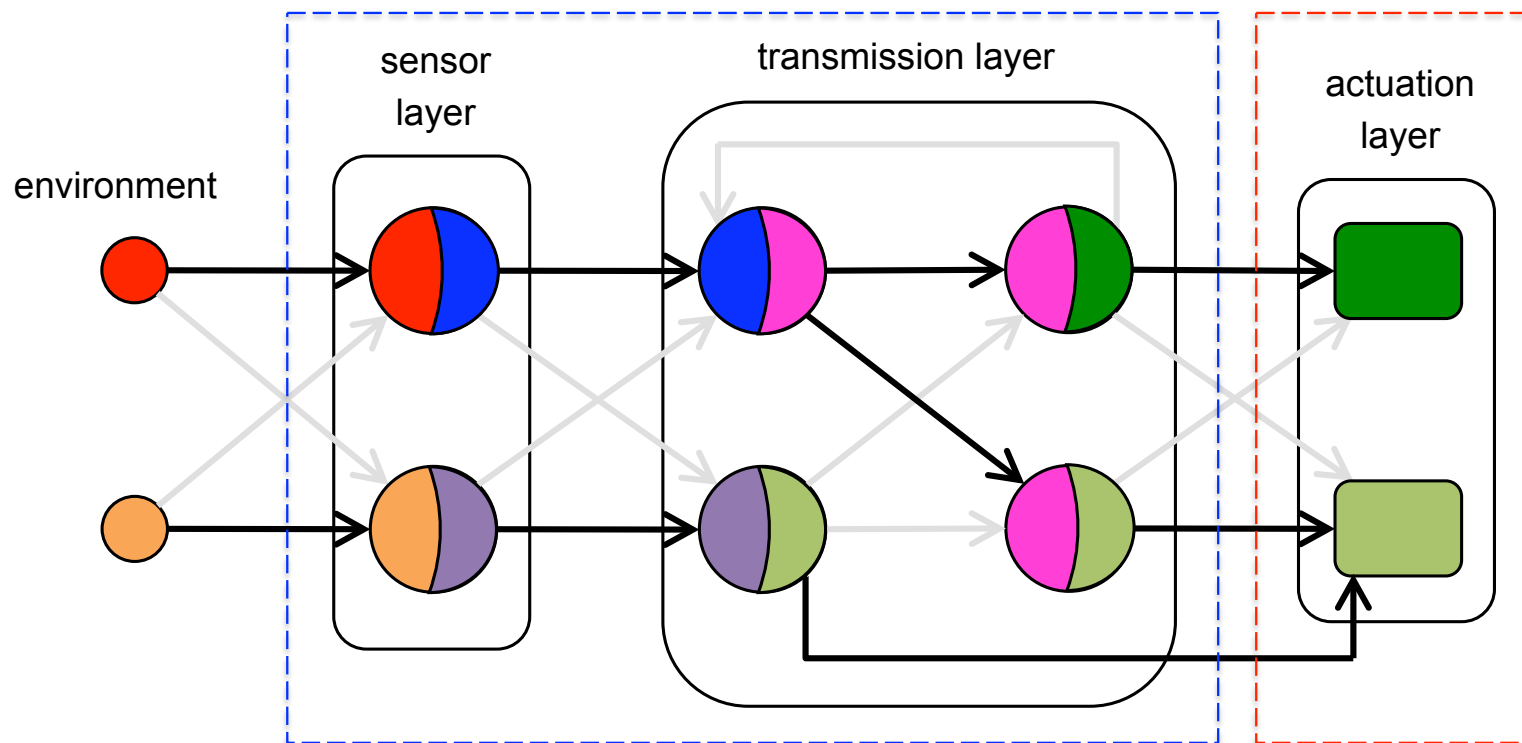 environment
sensor
layer
transmission layer
actuation
layer